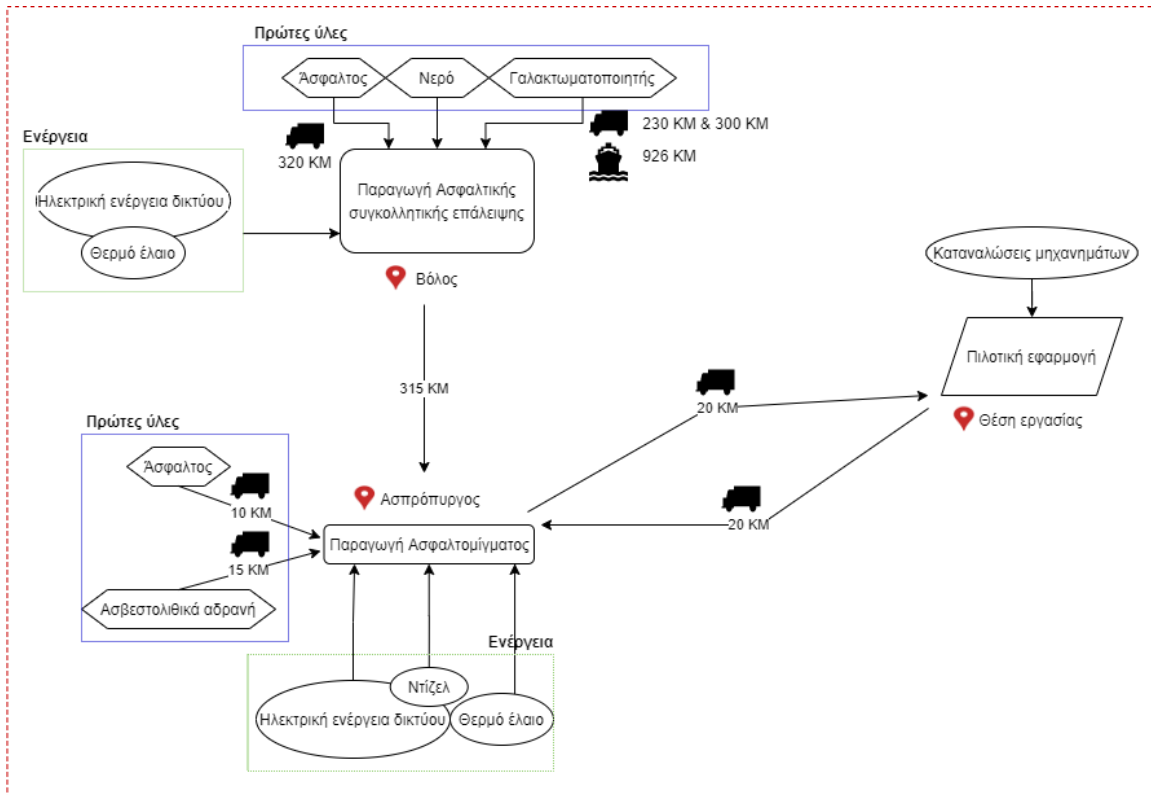 Πρώτες ύλες
Άσφαλτος
Νερό
Γαλακτωματοποιητής
320 KM
230 KM & 300 KM
926 KM
Ενέργεια
Ηλεκτρική ενέργεια δικτύου
Θερμό έλαιο
Παραγωγή Ασφαλτικής
συγκολλητικής επάλειψης
Βόλος
Καταναλώσεις μηχανημάτων
Πιλοτική εφαρμογή
Θέση εργασίας
315 KM
20 KM
20 KM
Πρώτες ύλες
Άσφαλτος
10 KM
15 KM
Ασβεστολιθικά αδρανή
Ασπρόπυργος
Παραγωγή Ασφαλτομίγματος
Ενέργεια
Ντίζελ
Ηλεκτρική ενέργεια δικτύου
Θερμό έλαιο